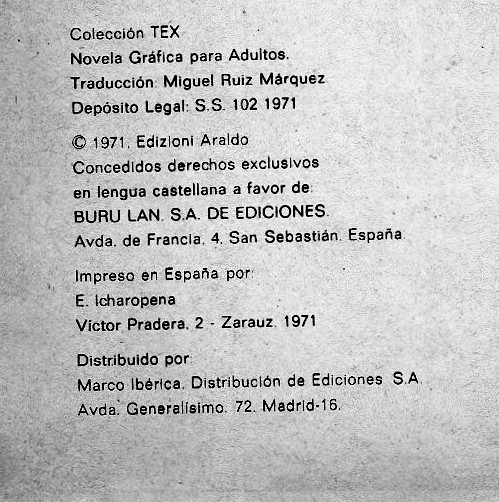 Colección TEX
Novela Gráfica para Adultos.
Traducción: Miguel Ruiz Márquez
Depósito Legal: S.S. 102 1971
© 1971, Edizioni Araldo
Concedidos derechos exclusivos
en lengua castellana a favor de:
BURU LAN, S.A. DE EDICIONES.
Avda. de Francia, 4. San Sebastián. España.
Impreso en España por:
E. Icharopena
Víctor Pradera, 2 - Zarauz. 1971
Distribuido por:
Marco Ibérica, Distribución de Ediciones S.A.
Avda. Generalísimo, 72. Madrid-16.